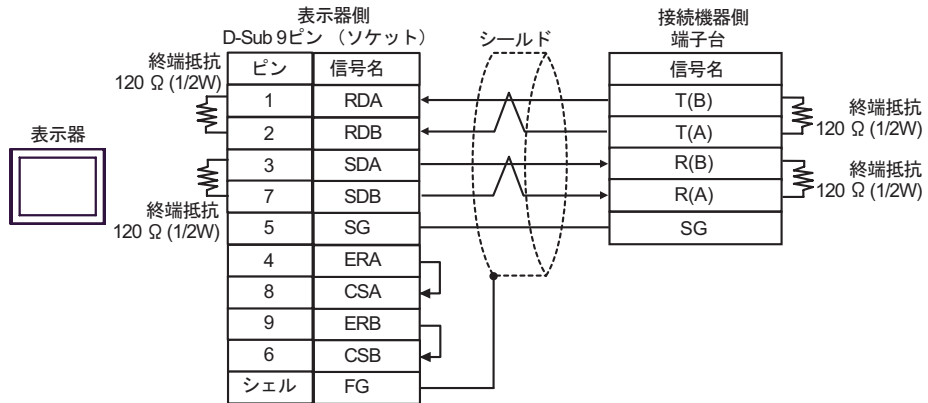 表示器側
D-Sub 9ピン （ソケット）
シールド
接続機器側
端子台
終端抵抗
120 Ω (1/2W)
ピン 信号名
信号名
1 RDA
T(B)
終端抵抗
120 Ω (1/2W)
2 RDB
T(A)
表示器
3 SDA
R(B)
終端抵抗
120 Ω (1/2W)
7 SDB
R(A)
終端抵抗
120 Ω (1/2W)
5 SG
SG
4 ERA
8 CSA
9 ERB
6 CSB
シェル FG